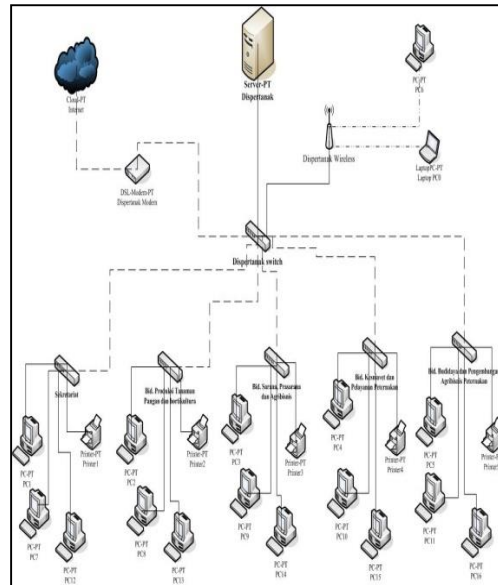 Server-PT
Dispertanak
PC-PT
PC6
Cloud-PT
Internet
Dispertanak Wireless
LaptopPC-PT
Laptop PC0
DSL-Modem-PT
Dispertanak Modem
Dispertanak switch
Sekretariat
Bid. Produksi Tanaman
Pangan dan hortikultura
Bid. Sarana, Prasarana
dan Agribisnis
Bid. Kesmavet dan
Pelayanan Peternakan
Bid. Budidaya dan Pengembangan
Agribisnis Peternakan
PC-PT
PC1
Printer-PT
Printer1
PC-PT
PC2
Printer-PT
Printer2
PC-PT
PC3
Printer-PT
Printer3
PC-PT
PC4
Printer-PT
Printer4
PC-PT
PC5
PC-PT
PC7
PC-PT
PC12
PC-PT
PC8
PC-PT
PC13
PC-PT
PC9
PC-PT
PC14
PC-PT
PC10
PC-PT
PC15
PC-PT
PC11
PC-PT
PC16